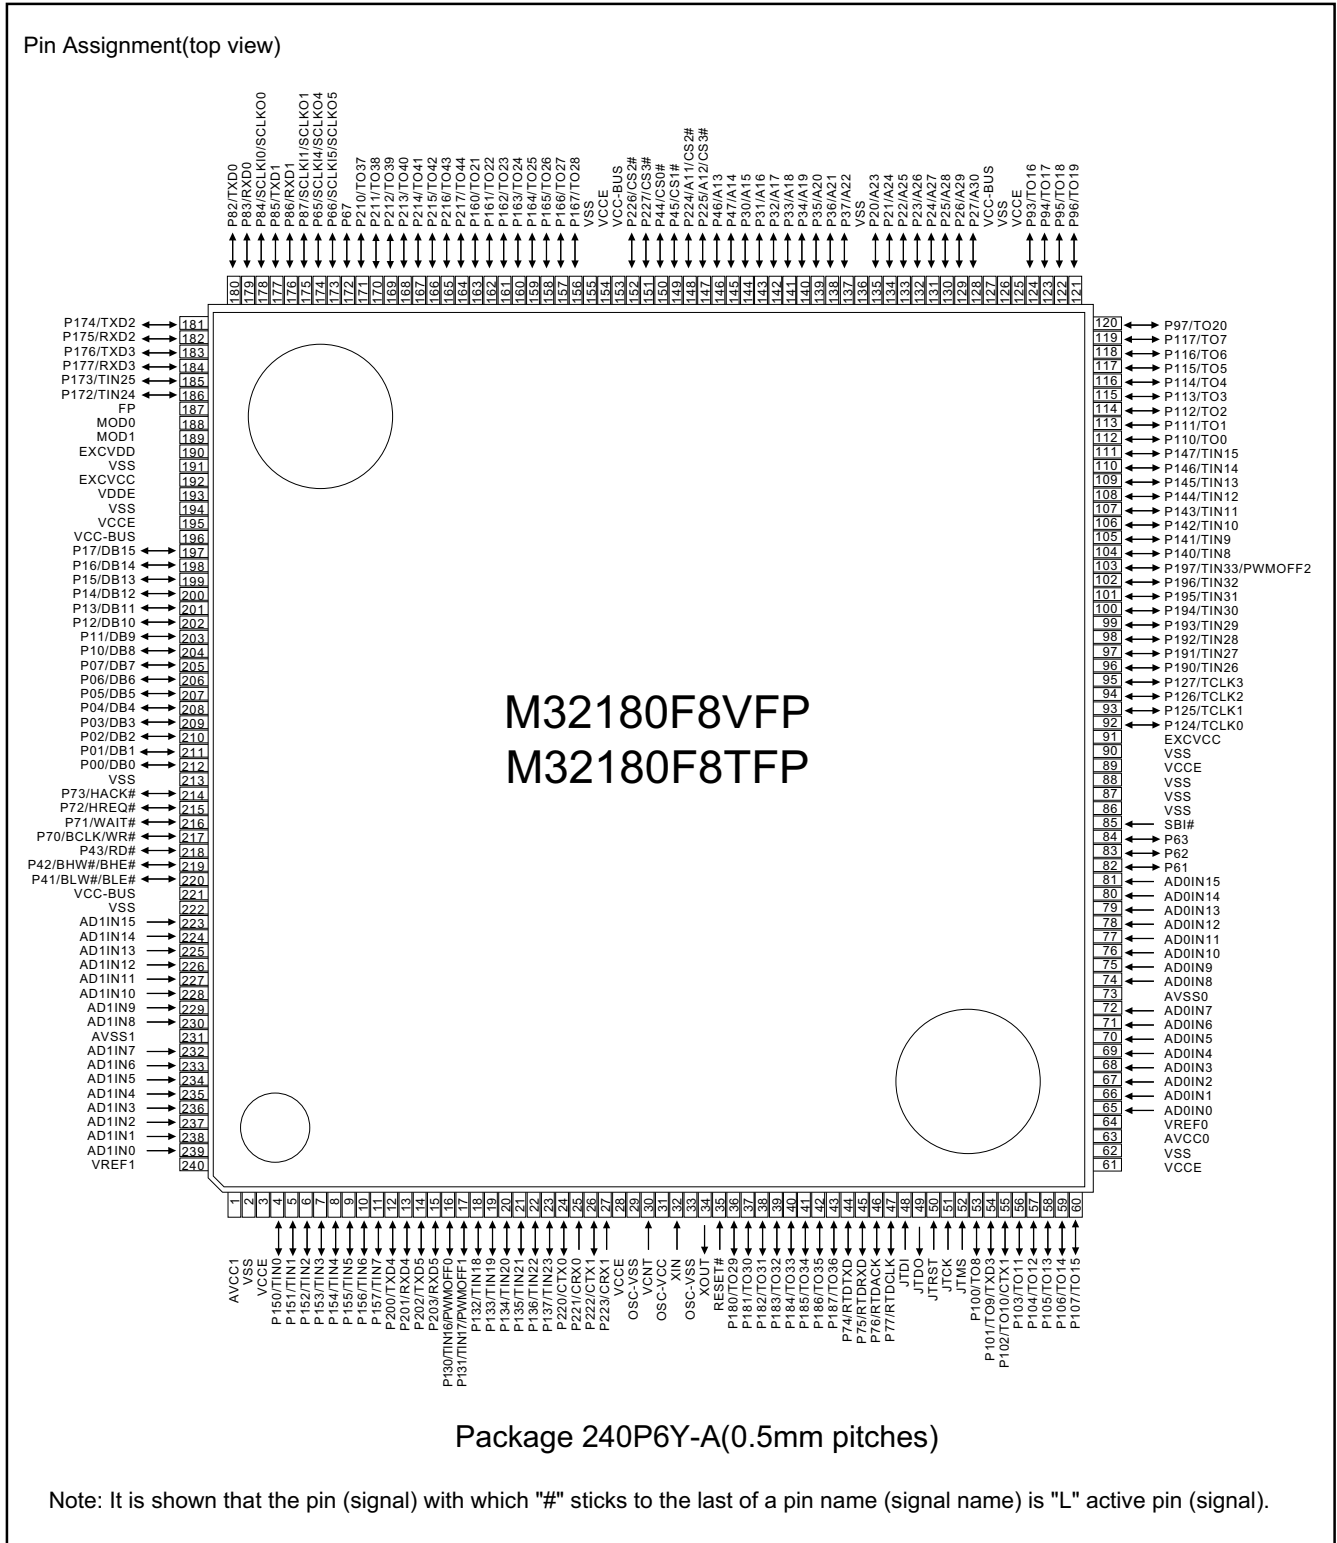 Pin Assignment(top view)
P82/TXD0
P83/RXD0
P84/SCLKI0/SCLKO0
P85/TXD1
P86/RXD1
P87/SCLKI1/SCLKO1
P65/SCLKI4/SCLKO4
P66/SCLKI5/SCLKO5
P67
P210/TO37
P211/TO38
P212/TO39
P213/TO40
P214/TO41
P215/TO42
P216/TO43
P217/TO44
P160/TO21
P161/TO22
P162/TO23
P163/TO24
P164/TO25
P165/TO26
P166/TO27
P167/TO28
VSS
VCCE
VCC-BUS
P226/CS2#
P227/CS3#
P44/CS0#
P45/CS1#
P224/A11/CS2#
P225/A12/CS3#
P46/A13
P47/A14
P30/A15
P31/A16
P32/A17
P33/A18
P34/A19
P35/A20
P36/A21
P37/A22
VSS
P20/A23
P21/A24
P22/A25
P23/A26
P24/A27
P25/A28
P26/A29
P27/A30
VCC-BUS
VSS
VCCE
P93/TO16
P94/TO17
P95/TO18
P96/TO19
180 179 178 177 176 175 174 173 172 171 170 169 168 167 166 165 164 163 162 161 160 159 158 157 156 155 154 153 152 151 150 149 148 147 146 145 144 143 142 141 140 139 138 137 136 135 134 133 132 131 130 129 128 127 126 125 124 123 122 121
P174/TXD2 181
P175/RXD2 182
P176/TXD3 183
P177/RXD3 184
P173/TIN25 185
P172/TIN24 186
FP 187
MOD0 188
MOD1 189
EXCVDD 190
VSS 191
EXCVCC 192
VDDE 193
VSS 194
VCCE 195
VCC-BUS 196
P17/DB15 197
P16/DB14 198
P15/DB13 199
P14/DB12 200
P13/DB11 201
P12/DB10 202
P11/DB9 203
P10/DB8 204
P07/DB7 205
P06/DB6 206
P05/DB5 207
P04/DB4 208
P03/DB3 209
P02/DB2 210
P01/DB1 211
P00/DB0 212
VSS 213
P73/HACK# 214
P72/HREQ# 215
P71/WAIT# 216
P70/BCLK/WR# 217
P43/RD# 218
P42/BHW#/BHE# 219
P41/BLW#/BLE# 220
VCC-BUS 221
VSS 222
AD1IN15 223
AD1IN14 224
AD1IN13 225
AD1IN12 226
AD1IN11 227
AD1IN10 228
AD1IN9 229
AD1IN8 230
AVSS1 231
AD1IN7 232
AD1IN6 233
AD1IN5 234
AD1IN4 235
AD1IN3 236
AD1IN2 237
AD1IN1 238
AD1IN0 239
VREF1 240
M32180F8VFP
M32180F8TFP
120 P97/TO20
119 P117/TO7
118 P116/TO6
117 P115/TO5
116 P114/TO4
115 P113/TO3
114 P112/TO2
113 P111/TO1
112 P110/TO0
111 P147/TIN15
110 P146/TIN14
109 P145/TIN13
108 P144/TIN12
107 P143/TIN11
106 P142/TIN10
105 P141/TIN9
104 P140/TIN8
103 P197/TIN33/PWMOFF2
102 P196/TIN32
101 P195/TIN31
100 P194/TIN30
99 P193/TIN29
98 P192/TIN28
97 P191/TIN27
96 P190/TIN26
95 P127/TCLK3
94 P126/TCLK2
93 P125/TCLK1
92 P124/TCLK0
91 EXCVCC
90 VSS
89 VCCE
88 VSS
87 VSS
86 VSS
85 SBI#
84 P63
83 P62
82 P61
81 AD0IN15
80 AD0IN14
79 AD0IN13
78 AD0IN12
77 AD0IN11
76 AD0IN10
75 AD0IN9
74 AD0IN8
73 AVSS0
72 AD0IN7
71 AD0IN6
70 AD0IN5
69 AD0IN4
68 AD0IN3
67 AD0IN2
66 AD0IN1
65 AD0IN0
64 VREF0
63 AVCC0
62 VSS
61 VCCE
1 2 3 4 5 6 7 8 9 10 11 12 13 14 15 16 17 18 19 20 21 22 23 24 25 26 27 28 29 30 31 32 33 34 35 36 37 38 39 40 41 42 43 44 45 46 47 48 49 50 51 52 53 54 55 56 57 58 59 60
AVCC1
VSS
VCCE
P150/TIN0
P151/TIN1
P152/TIN2
P153/TIN3
P154/TIN4
P155/TIN5
P156/TIN6
P157/TIN7
P200/TXD4
P201/RXD4
P202/TXD5
P203/RXD5
P130/TIN16/PWMOFF0
P131/TIN17/PWMOFF1
P132/TIN18
P133/TIN19
P134/TIN20
P135/TIN21
P136/TIN22
P137/TIN23
P220/CTX0
P221/CRX0
P222/CTX1
P223/CRX1
VCCE
OSC-VSS
VCNT
OSC-VCC
XIN
OSC-VSS
XOUT
RESET#
P180/TO29
P181/TO30
P182/TO31
P183/TO32
P184/TO33
P185/TO34
P186/TO35
P187/TO36
P74/RTDTXD
P75/RTDRXD
P76/RTDACK
P77/RTDCLK
JTDI
JTDO
JTRST
JTCK
JTMS
P100/TO8
P101/TO9/TXD3
P102/TO10/CTX1
P103/TO11
P104/TO12
P105/TO13
P106/TO14
P107/TO15
Package 240P6Y-A(0.5mm pitches)
Note: It is shown that the pin (signal) with which "#" sticks to the last of a pin name (signal name) is "L" active pin (signal).